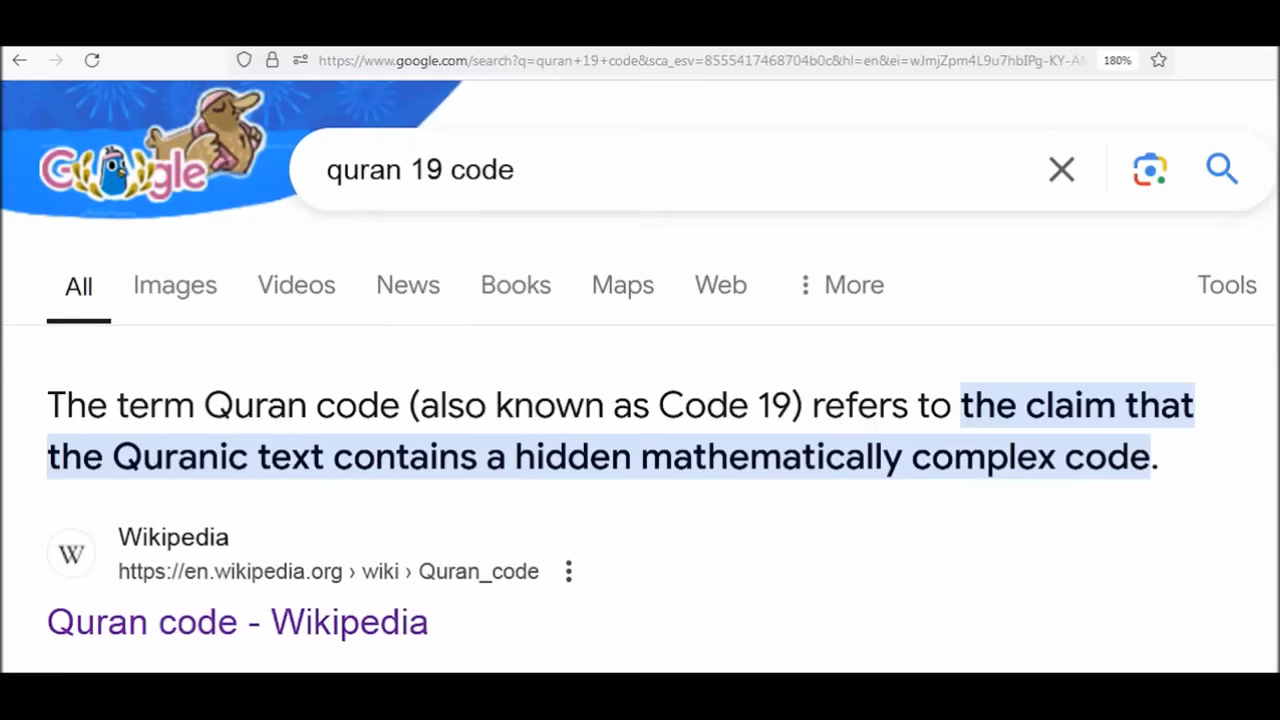 https://www.google.com/search?q=quran+19+code&sca_esv=8555417468704b0c&hl=en&ei=wJmjZpm4L9u7hbIPg-KY-A
180%
Google
quran 19 code
All Images Videos News Books Maps Web More Tools
The term Quran code (also known as Code 19) refers to the claim that
the Quranic text contains a hidden mathematically complex code.
W Wikipedia
https://en.wikipedia.org › wiki › Quran_code
Quran code - Wikipedia